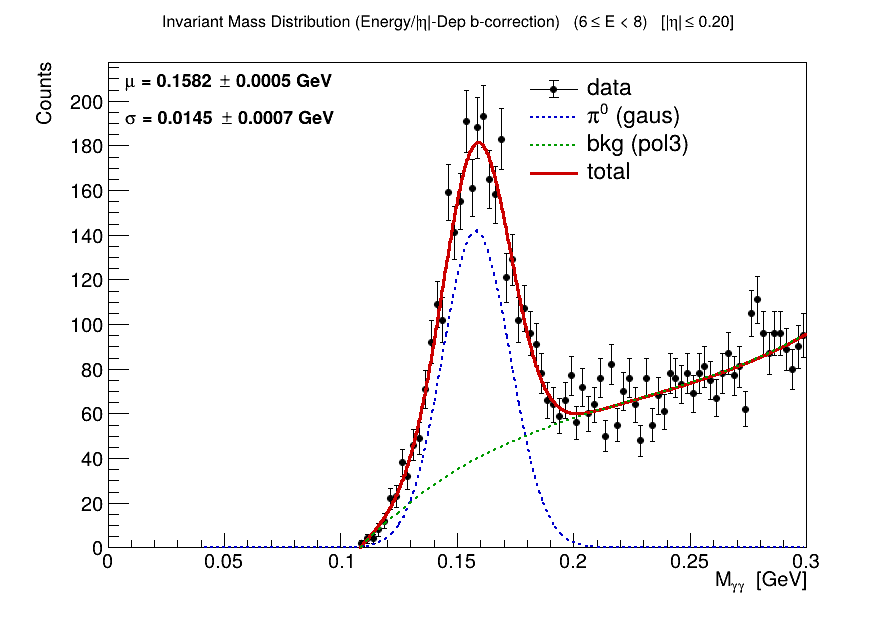 Invariant Mass Distribution (Energy/|η|-Dep b-correction) (6 ≤ E < 8) [|η| ≤ 0.20]
Counts
μ = 0.1582 ± 0.0005 GeV
σ = 0.0145 ± 0.0007 GeV
data
π⁰ (gaus)
bkg (pol3)
total
200
180
160
140
120
100
80
60
40
20
0
0 0.05 0.1 0.15 0.2 0.25 0.3
Mγγ [GeV]